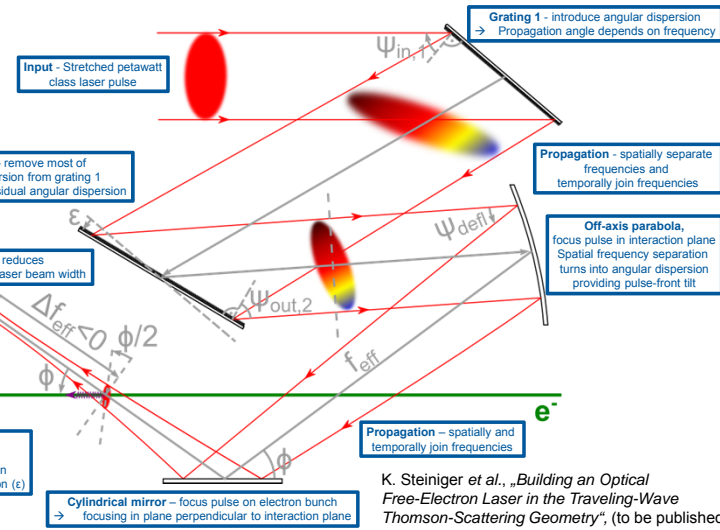 Grating 1 - introduce angular dispersion
→ Propagation angle depends on frequency
Ψin,1
Input - Stretched petawatt
class laser pulse
- remove most of
rsion from grating 1
sidual angular dispersion
Propagation - spatially separate
frequencies and
temporally join frequencies
ε
Ψdefl
Off-axis parabola,
focus pulse in interaction plane
Spatial frequency separation
turns into angular dispersion
providing pulse-front tilt
reduces
aser beam width
Ψout,2
Δfeff<0
ϕ/2
feff
ϕ
e-
n
on (ε)
Propagation – spatially and
temporally join frequencies
ϕ
Cylindrical mirror – focus pulse on electron bunch
→ focusing in plane perpendicular to interaction plane
K. Steiniger et al., „Building an Optical
Free-Electron Laser in the Traveling-Wave
Thomson-Scattering Geometry“, (to be published